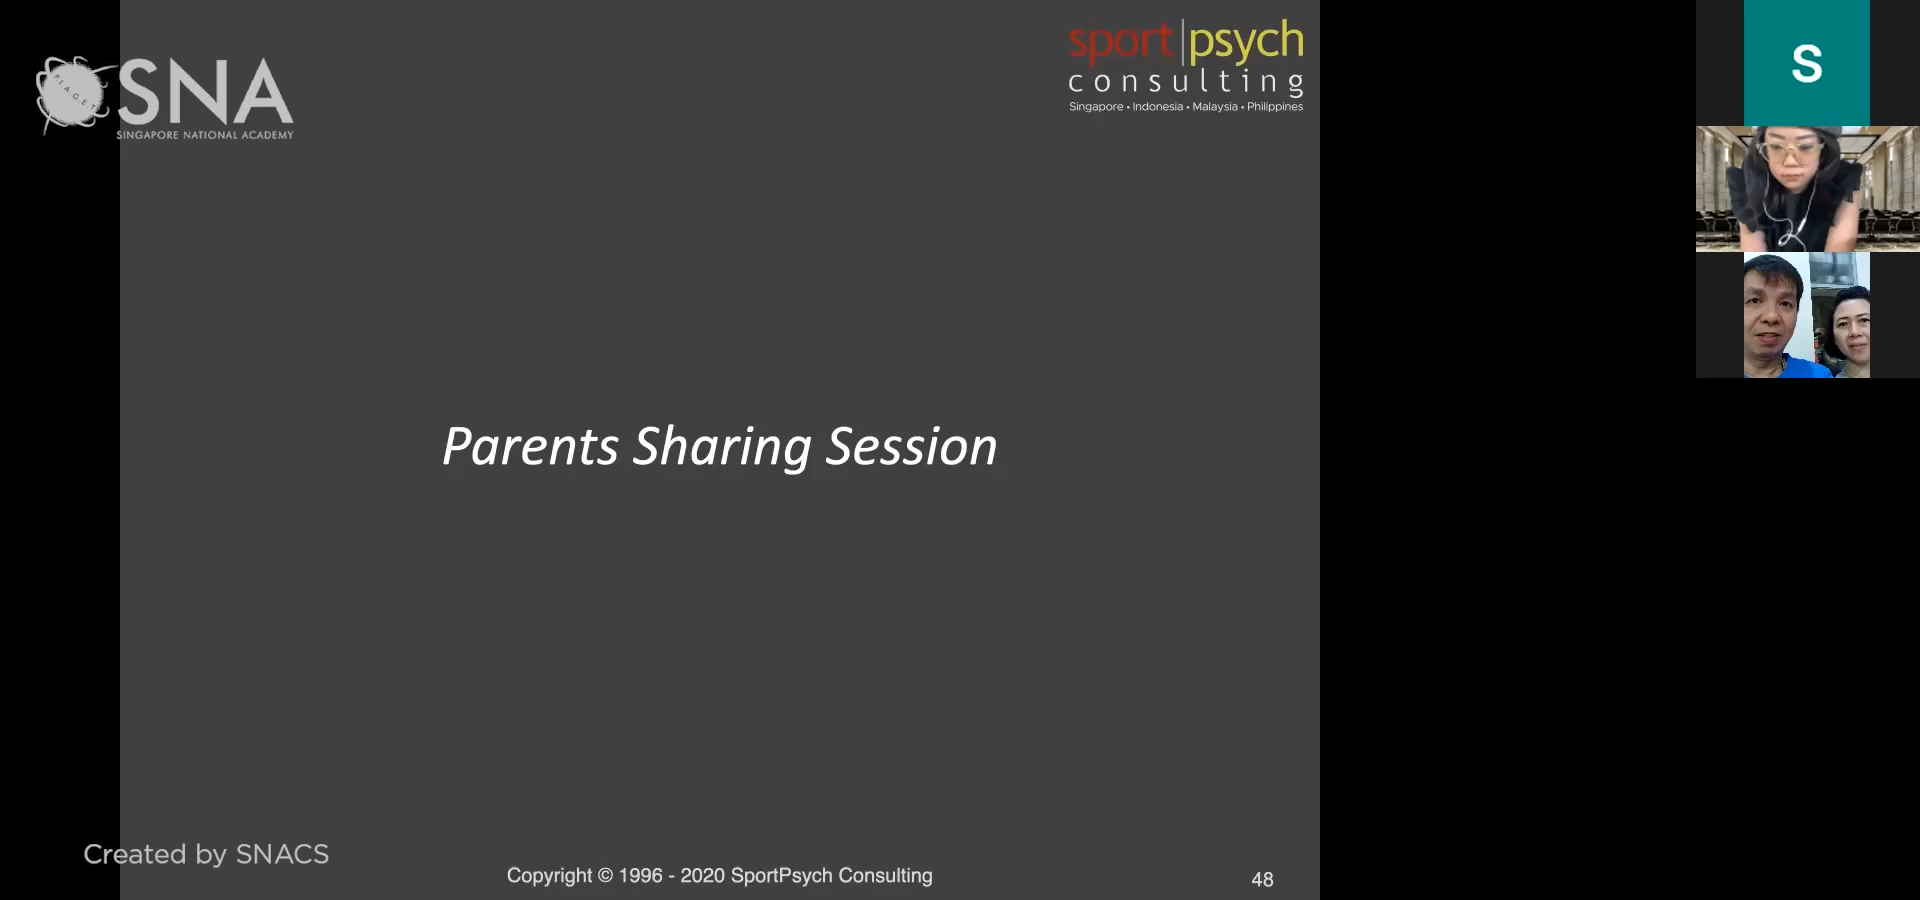 SNA
SINGAPORE NATIONAL ACADEMY
PIAGET
sport|psych
consulting
Singapore • Indonesia • Malaysia • Philippines
S
Parents Sharing Session
Created by SNACS
Copyright © 1996 - 2020 SportPsych Consulting
48